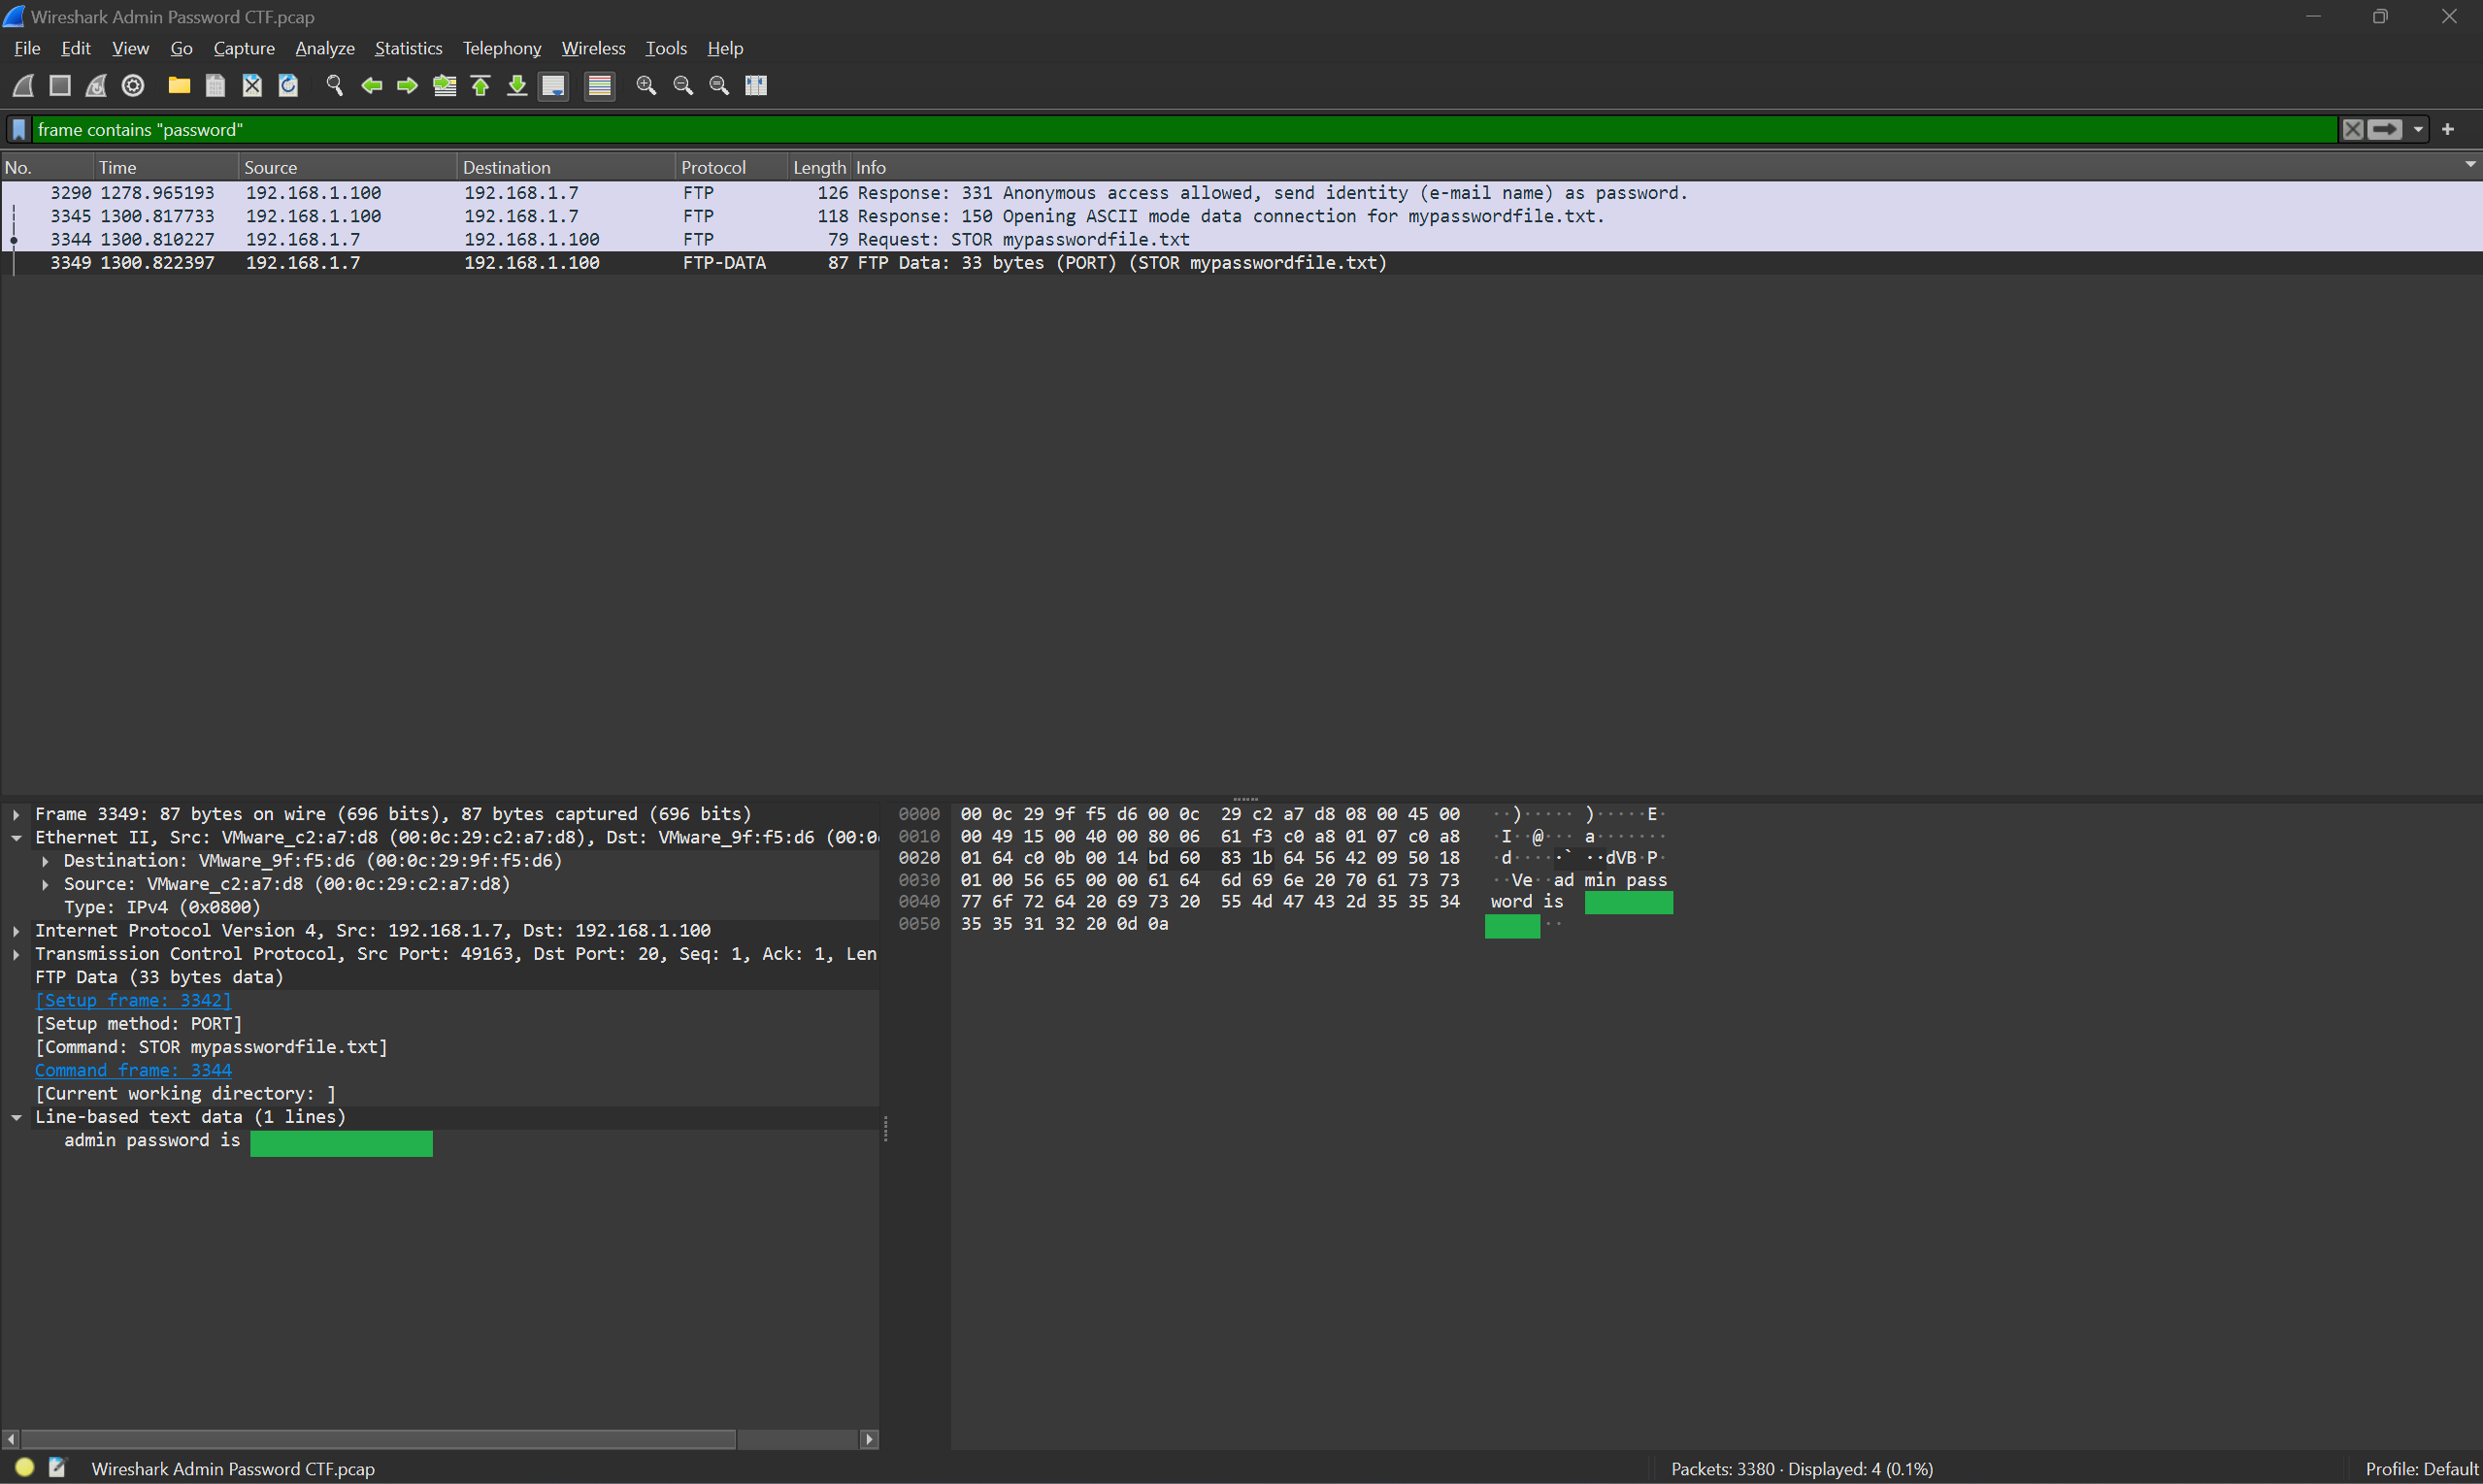 Wireshark Admin Password CTF.pcap
File Edit View Go Capture Analyze Statistics Telephony Wireless Tools Help
frame contains "password"
No. Time Source Destination Protocol Length Info
3290 1278.965193 192.168.1.100 192.168.1.7 FTP 126 Response: 331 Anonymous access allowed, send identity (e-mail name) as password.
3345 1300.817733 192.168.1.100 192.168.1.7 FTP 118 Response: 150 Opening ASCII mode data connection for mypasswordfile.txt.
3344 1300.810227 192.168.1.7 192.168.1.100 FTP 79 Request: STOR mypasswordfile.txt
3349 1300.822397 192.168.1.7 192.168.1.100 FTP-DATA 87 FTP Data: 33 bytes (PORT) (STOR mypasswordfile.txt)
Frame 3349: 87 bytes on wire (696 bits), 87 bytes captured (696 bits)
Ethernet II, Src: VMware_c2:a7:d8 (00:0c:29:c2:a7:d8), Dst: VMware_9f:f5:d6 (00:0
Destination: VMware_9f:f5:d6 (00:0c:29:9f:f5:d6)
Source: VMware_c2:a7:d8 (00:0c:29:c2:a7:d8)
Type: IPv4 (0x0800)
Internet Protocol Version 4, Src: 192.168.1.7, Dst: 192.168.1.100
Transmission Control Protocol, Src Port: 49163, Dst Port: 20, Seq: 1, Ack: 1, Len
FTP Data (33 bytes data)
[Setup frame: 3342]
[Setup method: PORT]
[Command: STOR mypasswordfile.txt]
Command frame: 3344
[Current working directory: ]
Line-based text data (1 lines)
admin password is
0000 00 0c 29 9f f5 d6 00 0c 29 c2 a7 d8 08 00 45 00 ··)····· )·····E·
0010 00 49 15 00 40 00 80 06 61 f3 c0 a8 01 07 c0 a8 ·I··@··· a·······
0020 01 64 c0 0b 00 14 bd 60 83 1b 64 56 42 09 50 18 ·d·····` ··dVB·P·
0030 01 00 56 65 00 00 61 64 6d 69 6e 20 70 61 73 73 ··Ve··ad min pass
0040 77 6f 72 64 20 69 73 20 55 4d 47 43 2d 35 35 34 word is
0050 35 35 31 32 20 0d 0a ··
Wireshark Admin Password CTF.pcap
Packets: 3380 · Displayed: 4 (0.1%)
Profile: Default